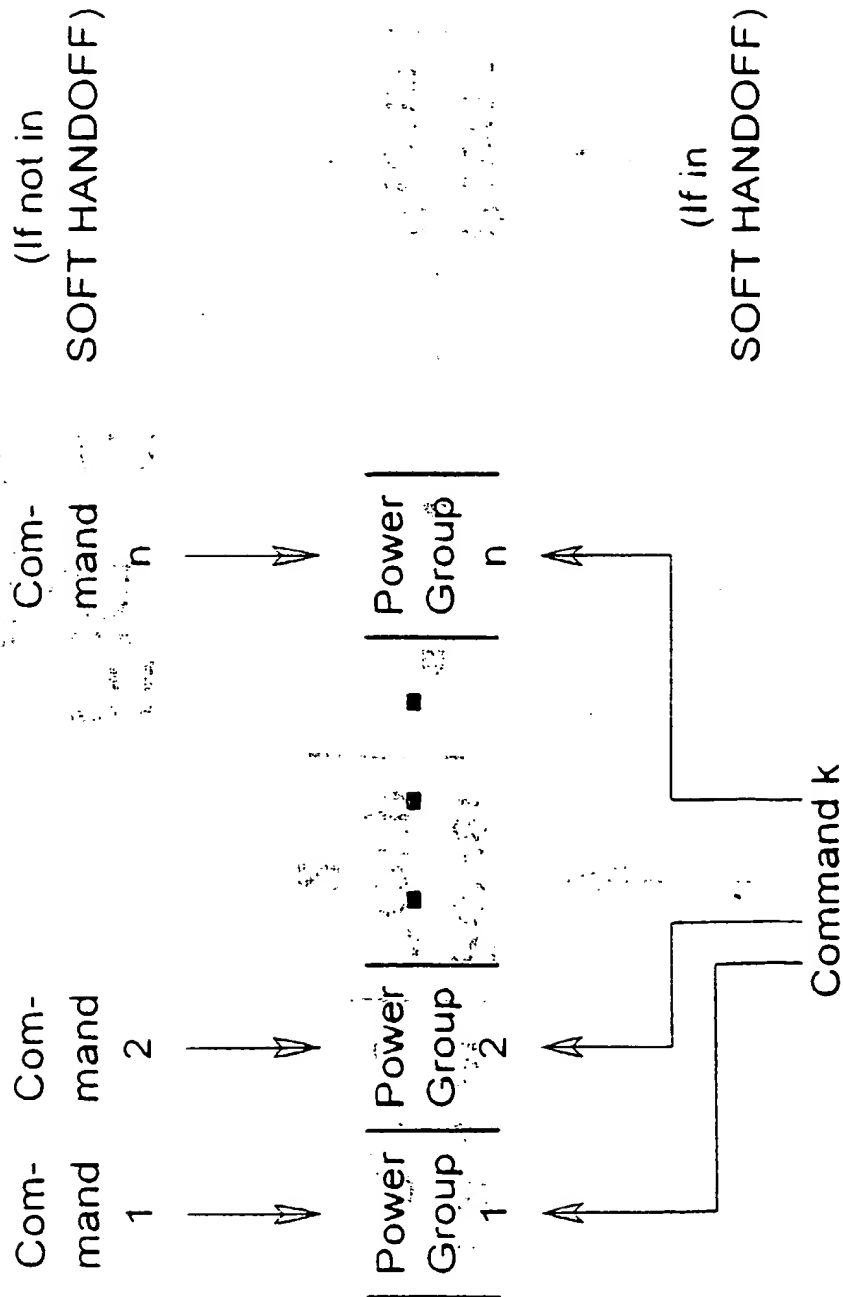 Com-
mand
1
Com-
mand
2
Com-
mand
n
(If not in
SOFT HANDOFF)
Power
Group
1
Power
Group
2
Power
Group
n
Command k
(If in
SOFT HANDOFF)